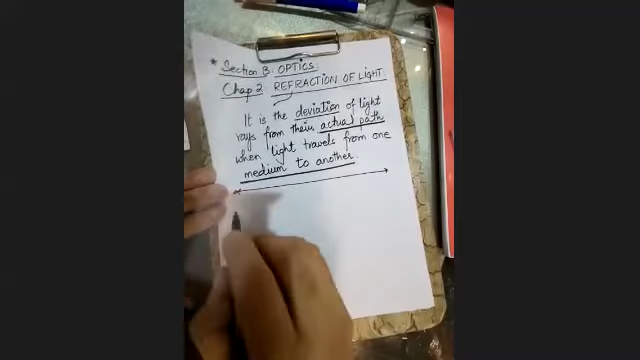 * Section B: OPTICS
Chap 2 REFRACTION OF LIGHT
It is the deviation of light
rays from their actual path
when light travels from one
medium to another.